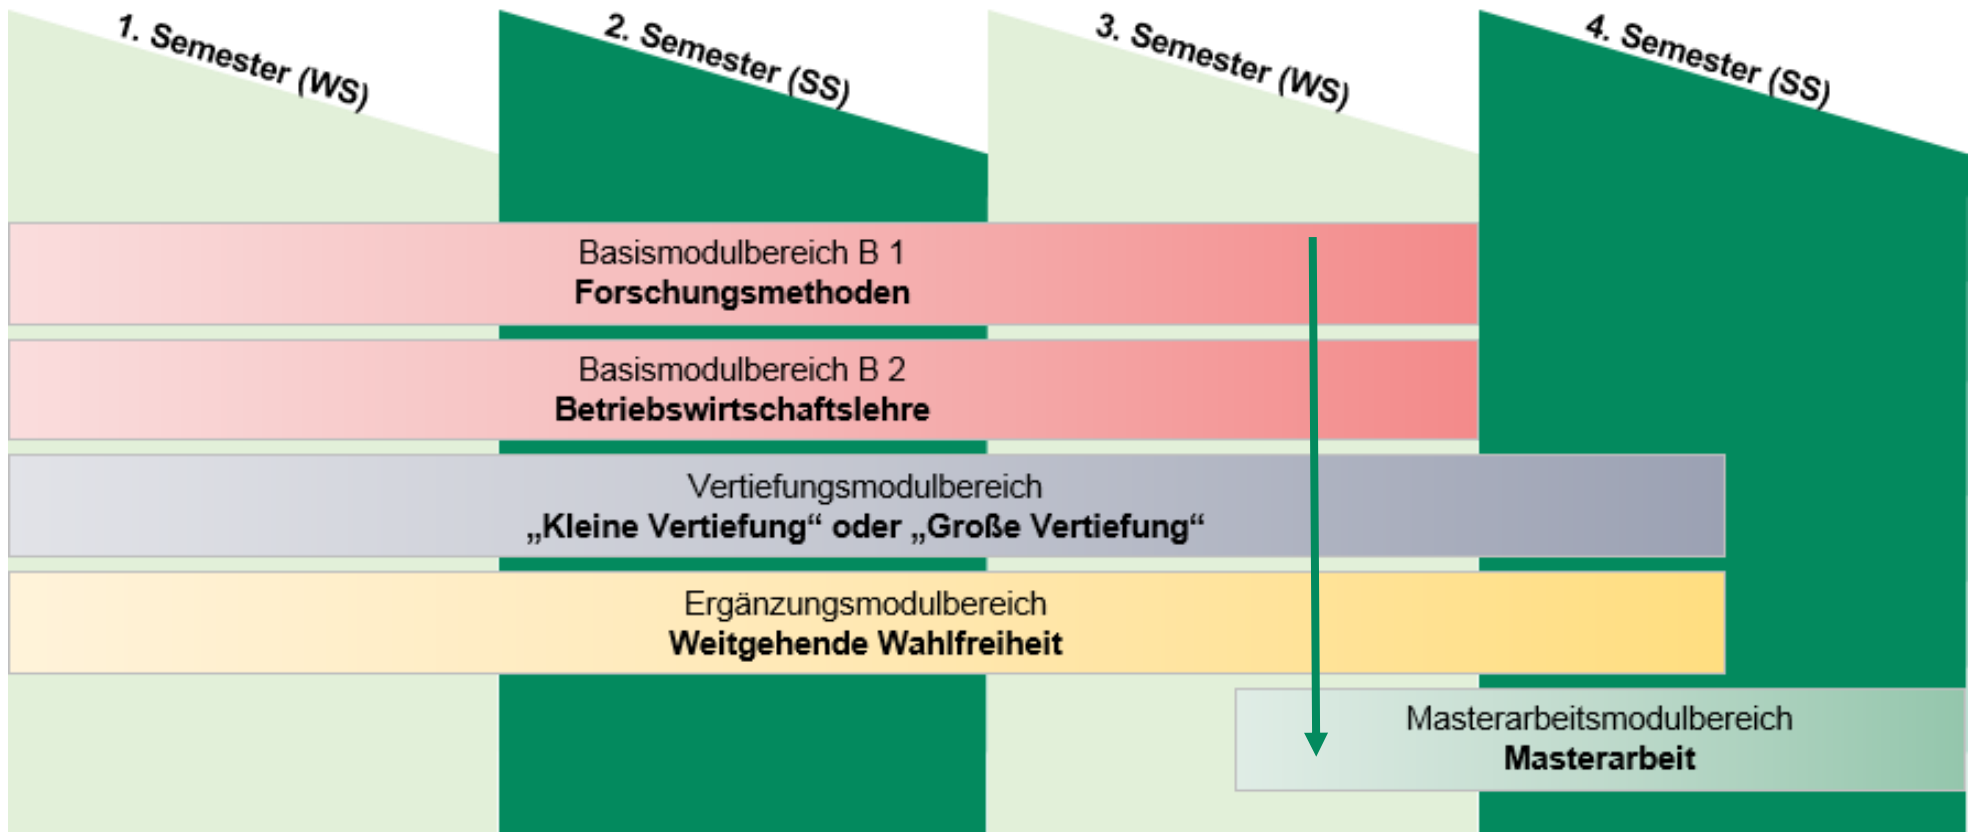 1. Semester (WS)
2. Semester (SS)
3. Semester (WS)
4. Semester (SS)
Basismodulbereich B 1
Forschungsmethoden
Basismodulbereich B 2
Betriebswirtschaftslehre
Vertiefungsmodulbereich
„Kleine Vertiefung“ oder „Große Vertiefung“
Ergänzungsmodulbereich
Weitgehende Wahlfreiheit
Masterarbeitsmodulbereich
Masterarbeit